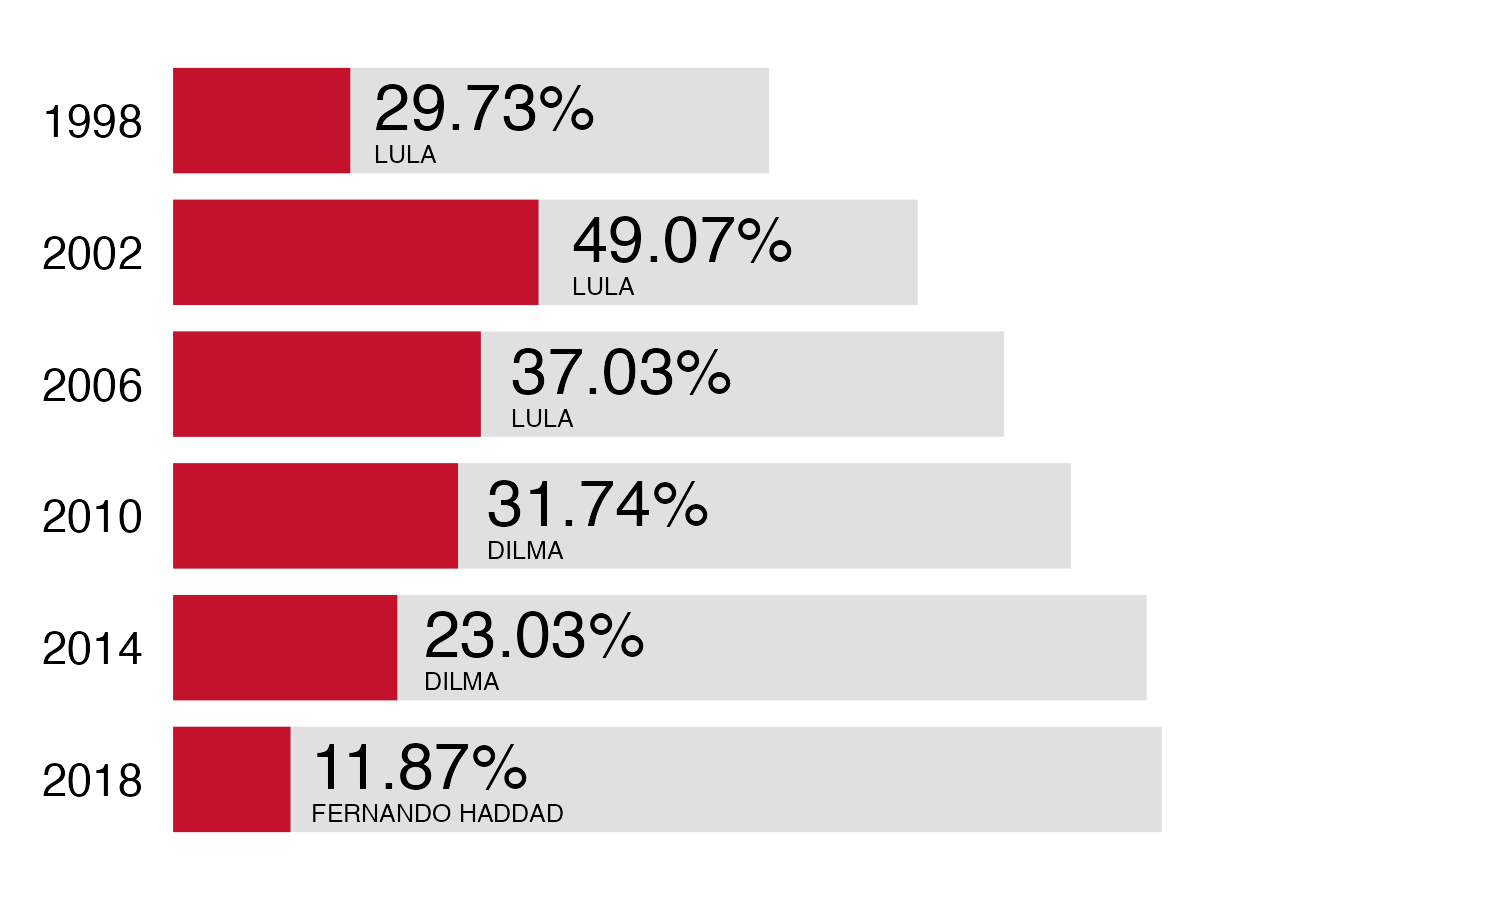 1998
29.73%
LULA
2002
49.07%
LULA
2006
37.03%
LULA
2010
31.74%
DILMA
2014
23.03%
DILMA
2018
11.87%
FERNANDO HADDAD